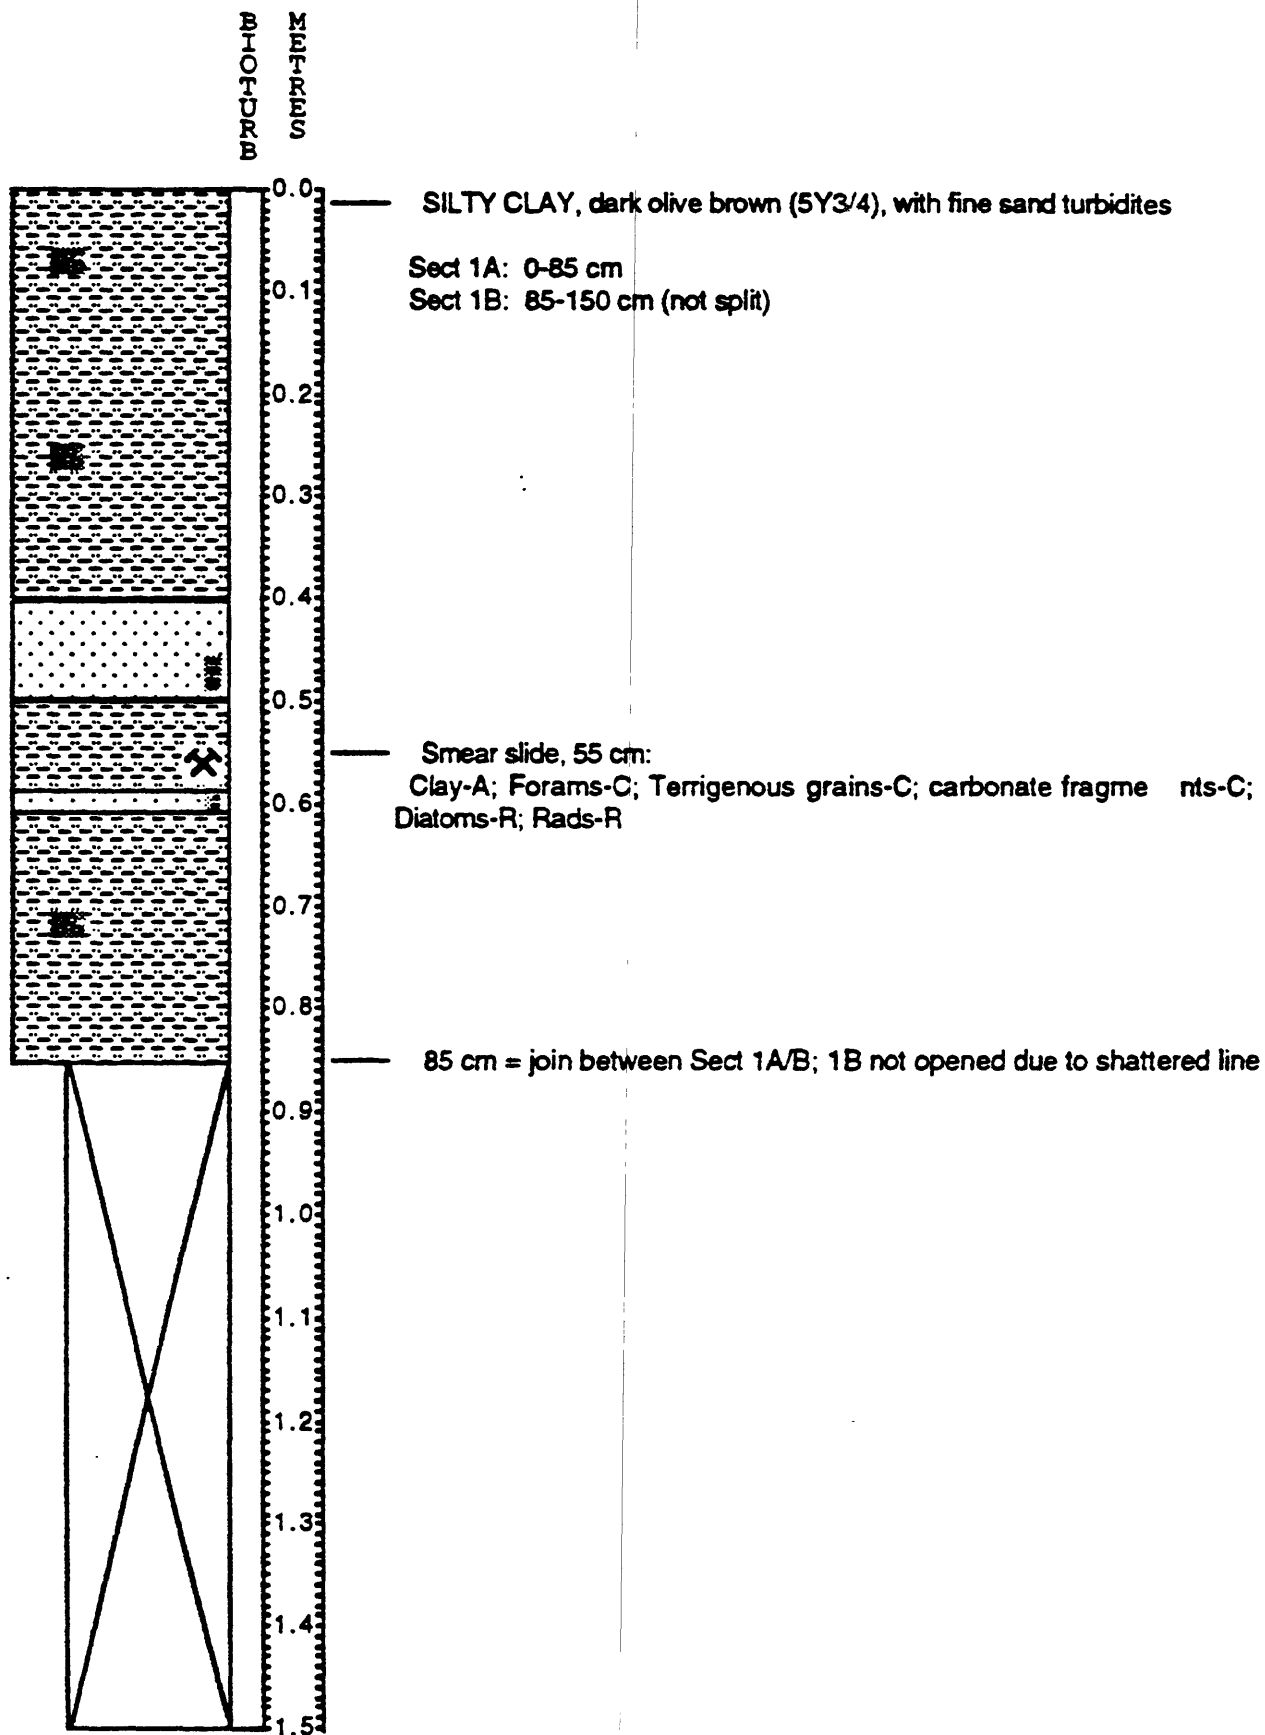 BIOTURB
METRES
0.0
SILTY CLAY, dark olive brown (5Y3/4), with fine sand turbidites
Sect 1A: 0-85 cm
0.1
Sect 1B: 85-150 cm (not split)
0.2
0.3
0.4
0.5
Smear slide, 55 cm:
Clay-A; Forams-C; Terrigenous grains-C; carbonate fragme nts-C;
0.6
Diatoms-R; Rads-R
0.7
0.8
85 cm = join between Sect 1A/B; 1B not opened due to shattered line
0.9
1.0
1.1
1.2
1.3
1.4
1.5